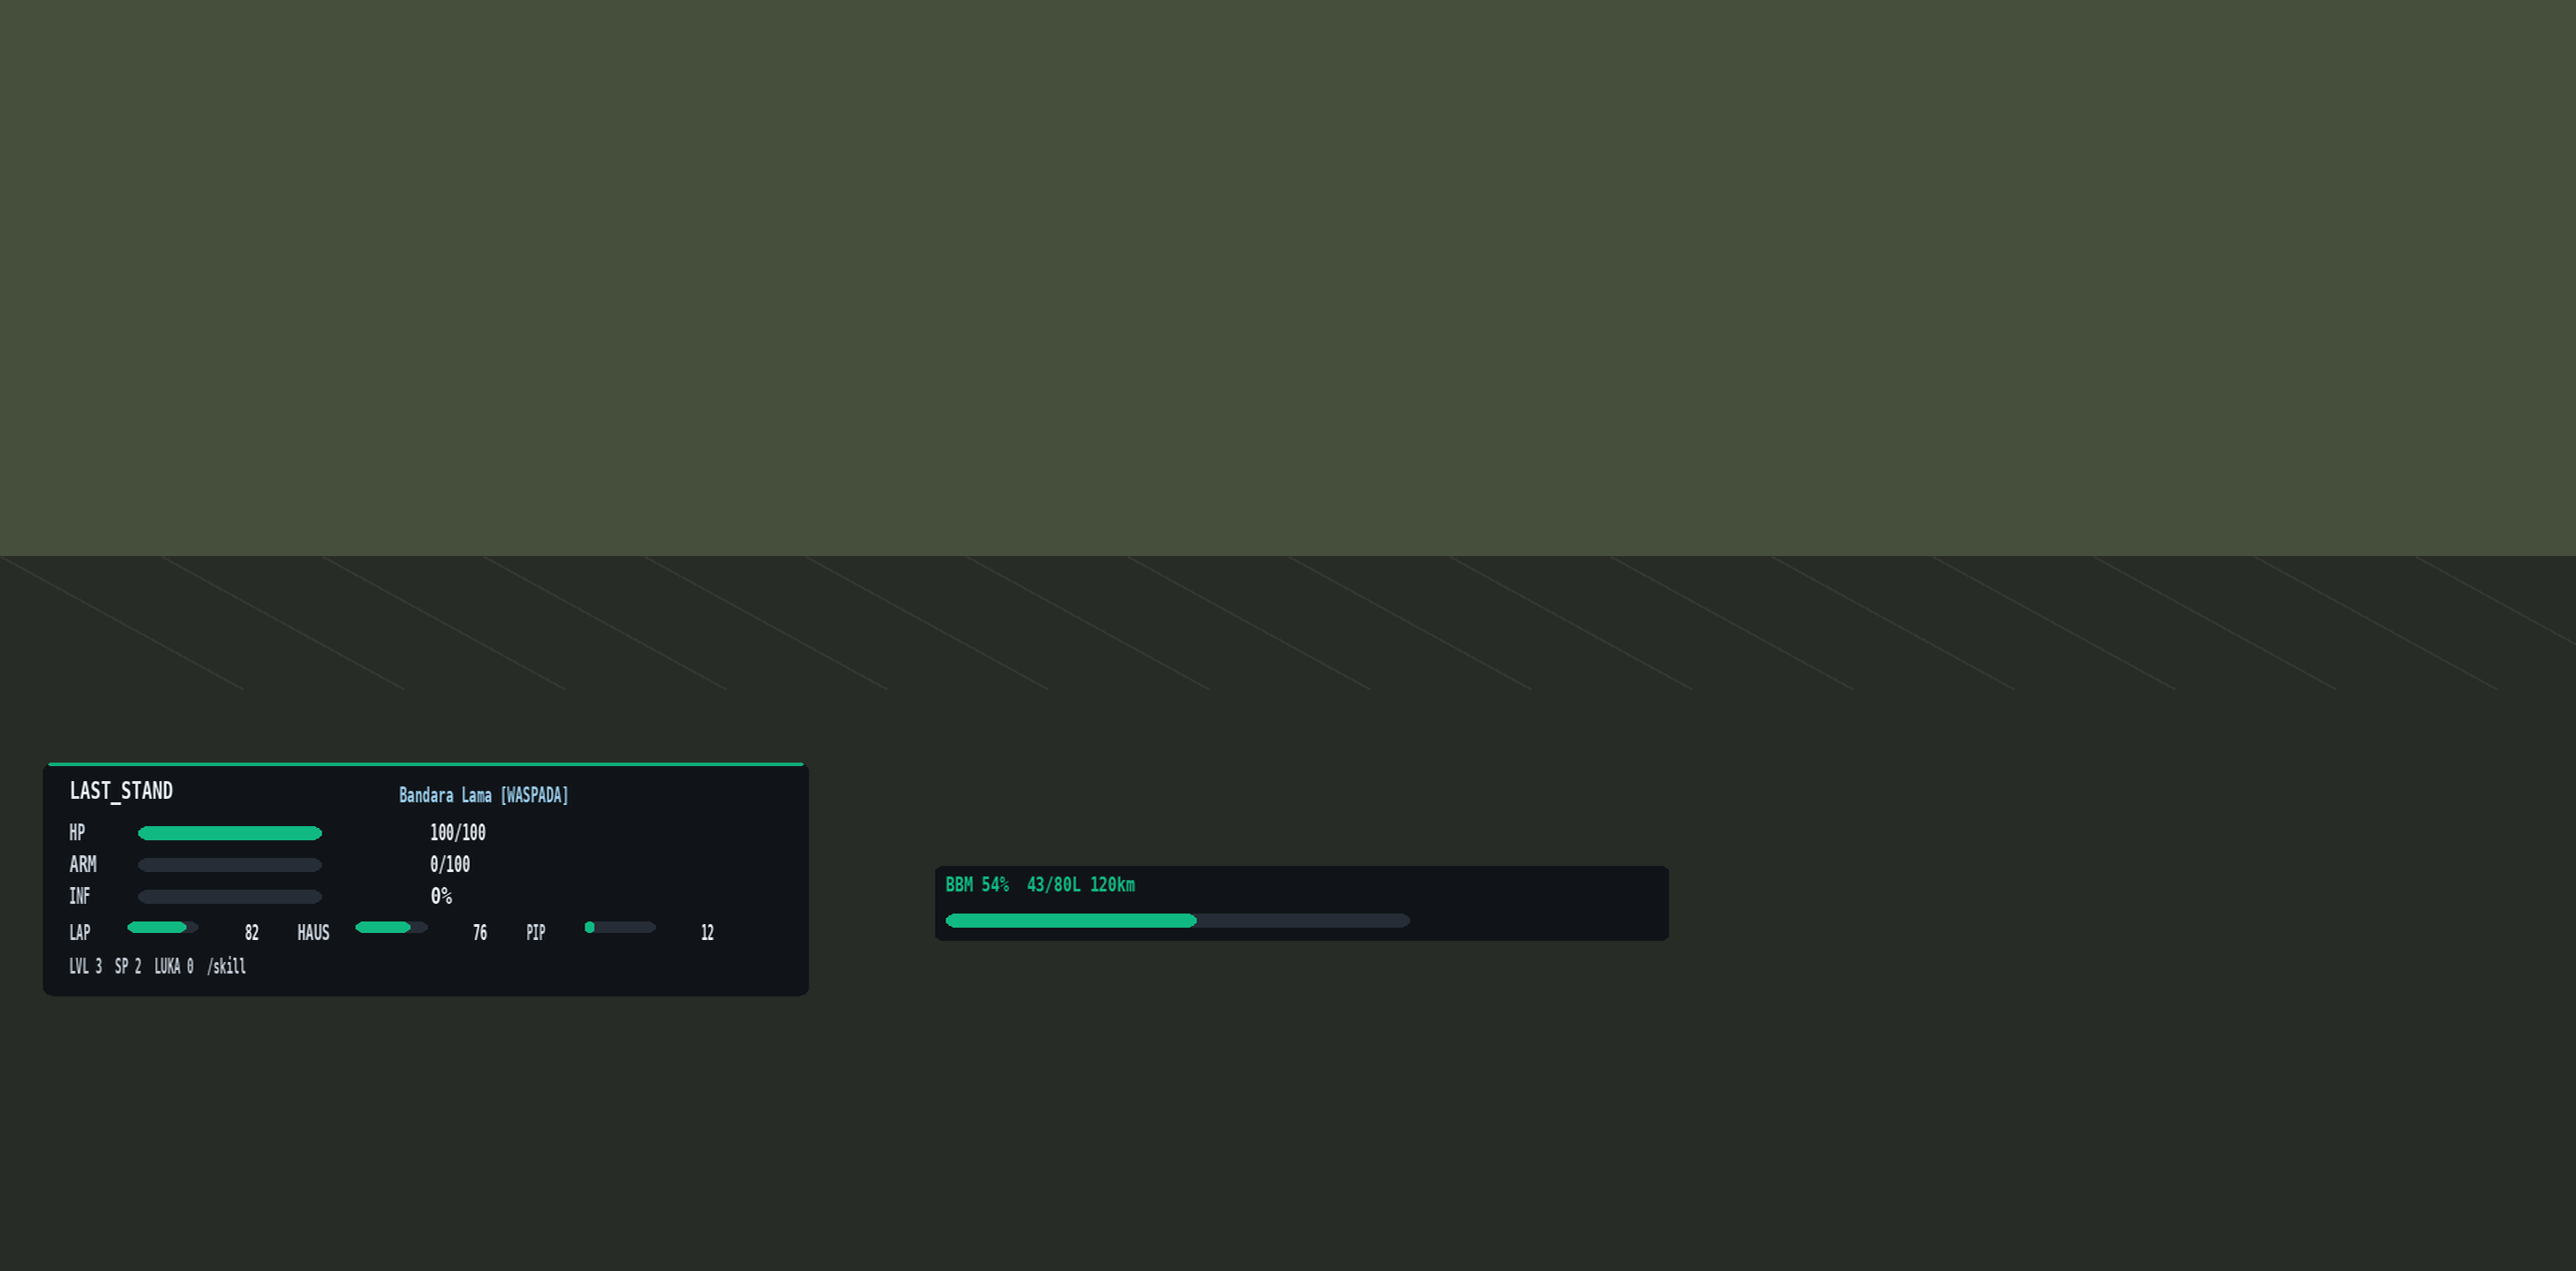 LAST_STAND Bandara Lama [WASPADA]
HP 100/100
ARM 0/100
INF 0%
LAP 82 HAUS 76 PIP 12
LVL 3 SP 2 LUKA 0 /skill
BBM 54% 43/80L 120km